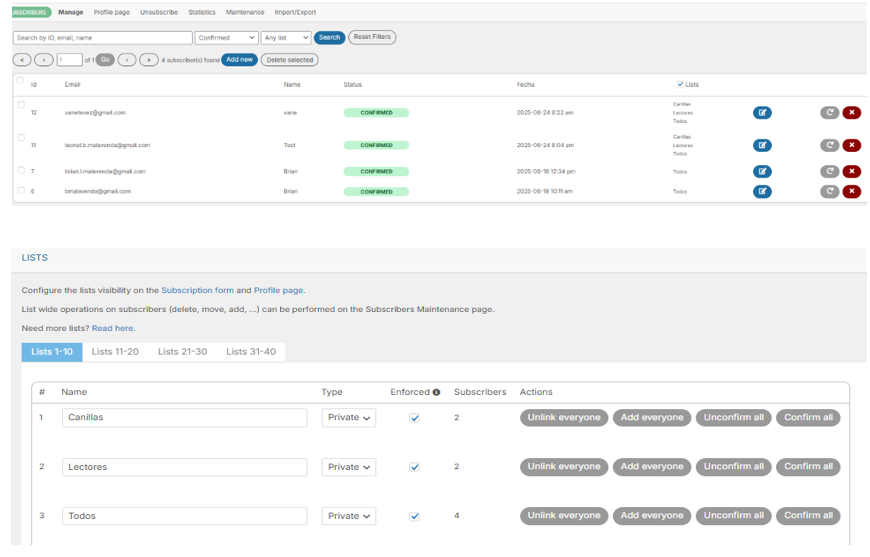 SUBSCRIBERS Manage Profile page Unsubscribe Statistics Maintenance Import/Export
Search by ID, email, name Confirmed Any list Search Reset Filters
« ‹ 1 of 1 Go › » 4 subscriber(s) found Add new Delete selected
Id Email Name Status Fecha Lists
12 vanetevez@gmail.com vane CONFIRMED 2025-06-24 8:22 am Canillas
Lectores
Todos
11 leonel.b.malavenda@gmail.com Test CONFIRMED 2025-06-24 8:04 am Canillas
Lectores
Todos
7 brian.l.malavenda@gmail.com Brian CONFIRMED 2025-06-18 12:34 pm Todos
6 bmalavenda@gmail.com Brian CONFIRMED 2025-06-18 10:11 am Todos
LISTS
Configure the lists visibility on the Subscription form and Profile page.
List wide operations on subscribers (delete, move, add, ...) can be performed on the Subscribers Maintenance page.
Need more lists? Read here.
Lists 1-10 Lists 11-20 Lists 21-30 Lists 31-40
# Name Type Enforced Subscribers Actions
1 Canillas Private 2 Unlink everyone Add everyone Unconfirm all Confirm all
2 Lectores Private 2 Unlink everyone Add everyone Unconfirm all Confirm all
3 Todos Private 4 Unlink everyone Add everyone Unconfirm all Confirm all